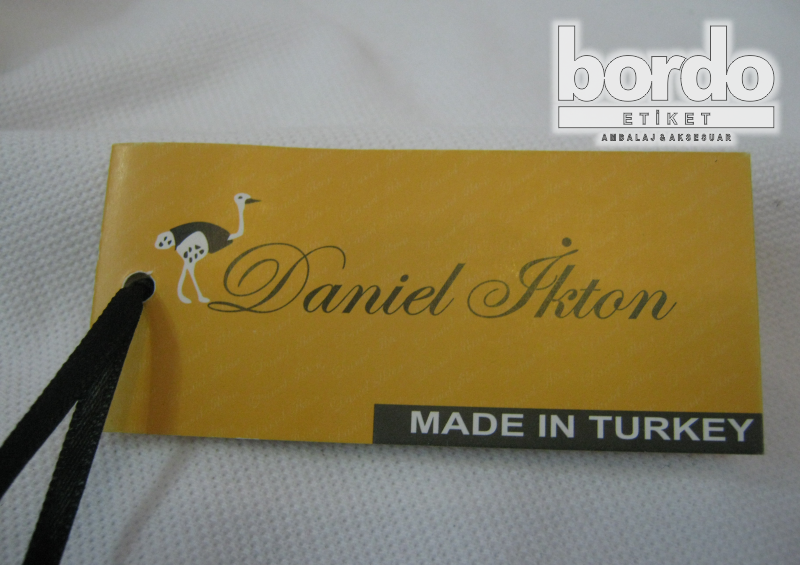 bordo
ETİKET
AMBALAJ & AKSESUAR
Daniel İkton
MADE IN TURKEY